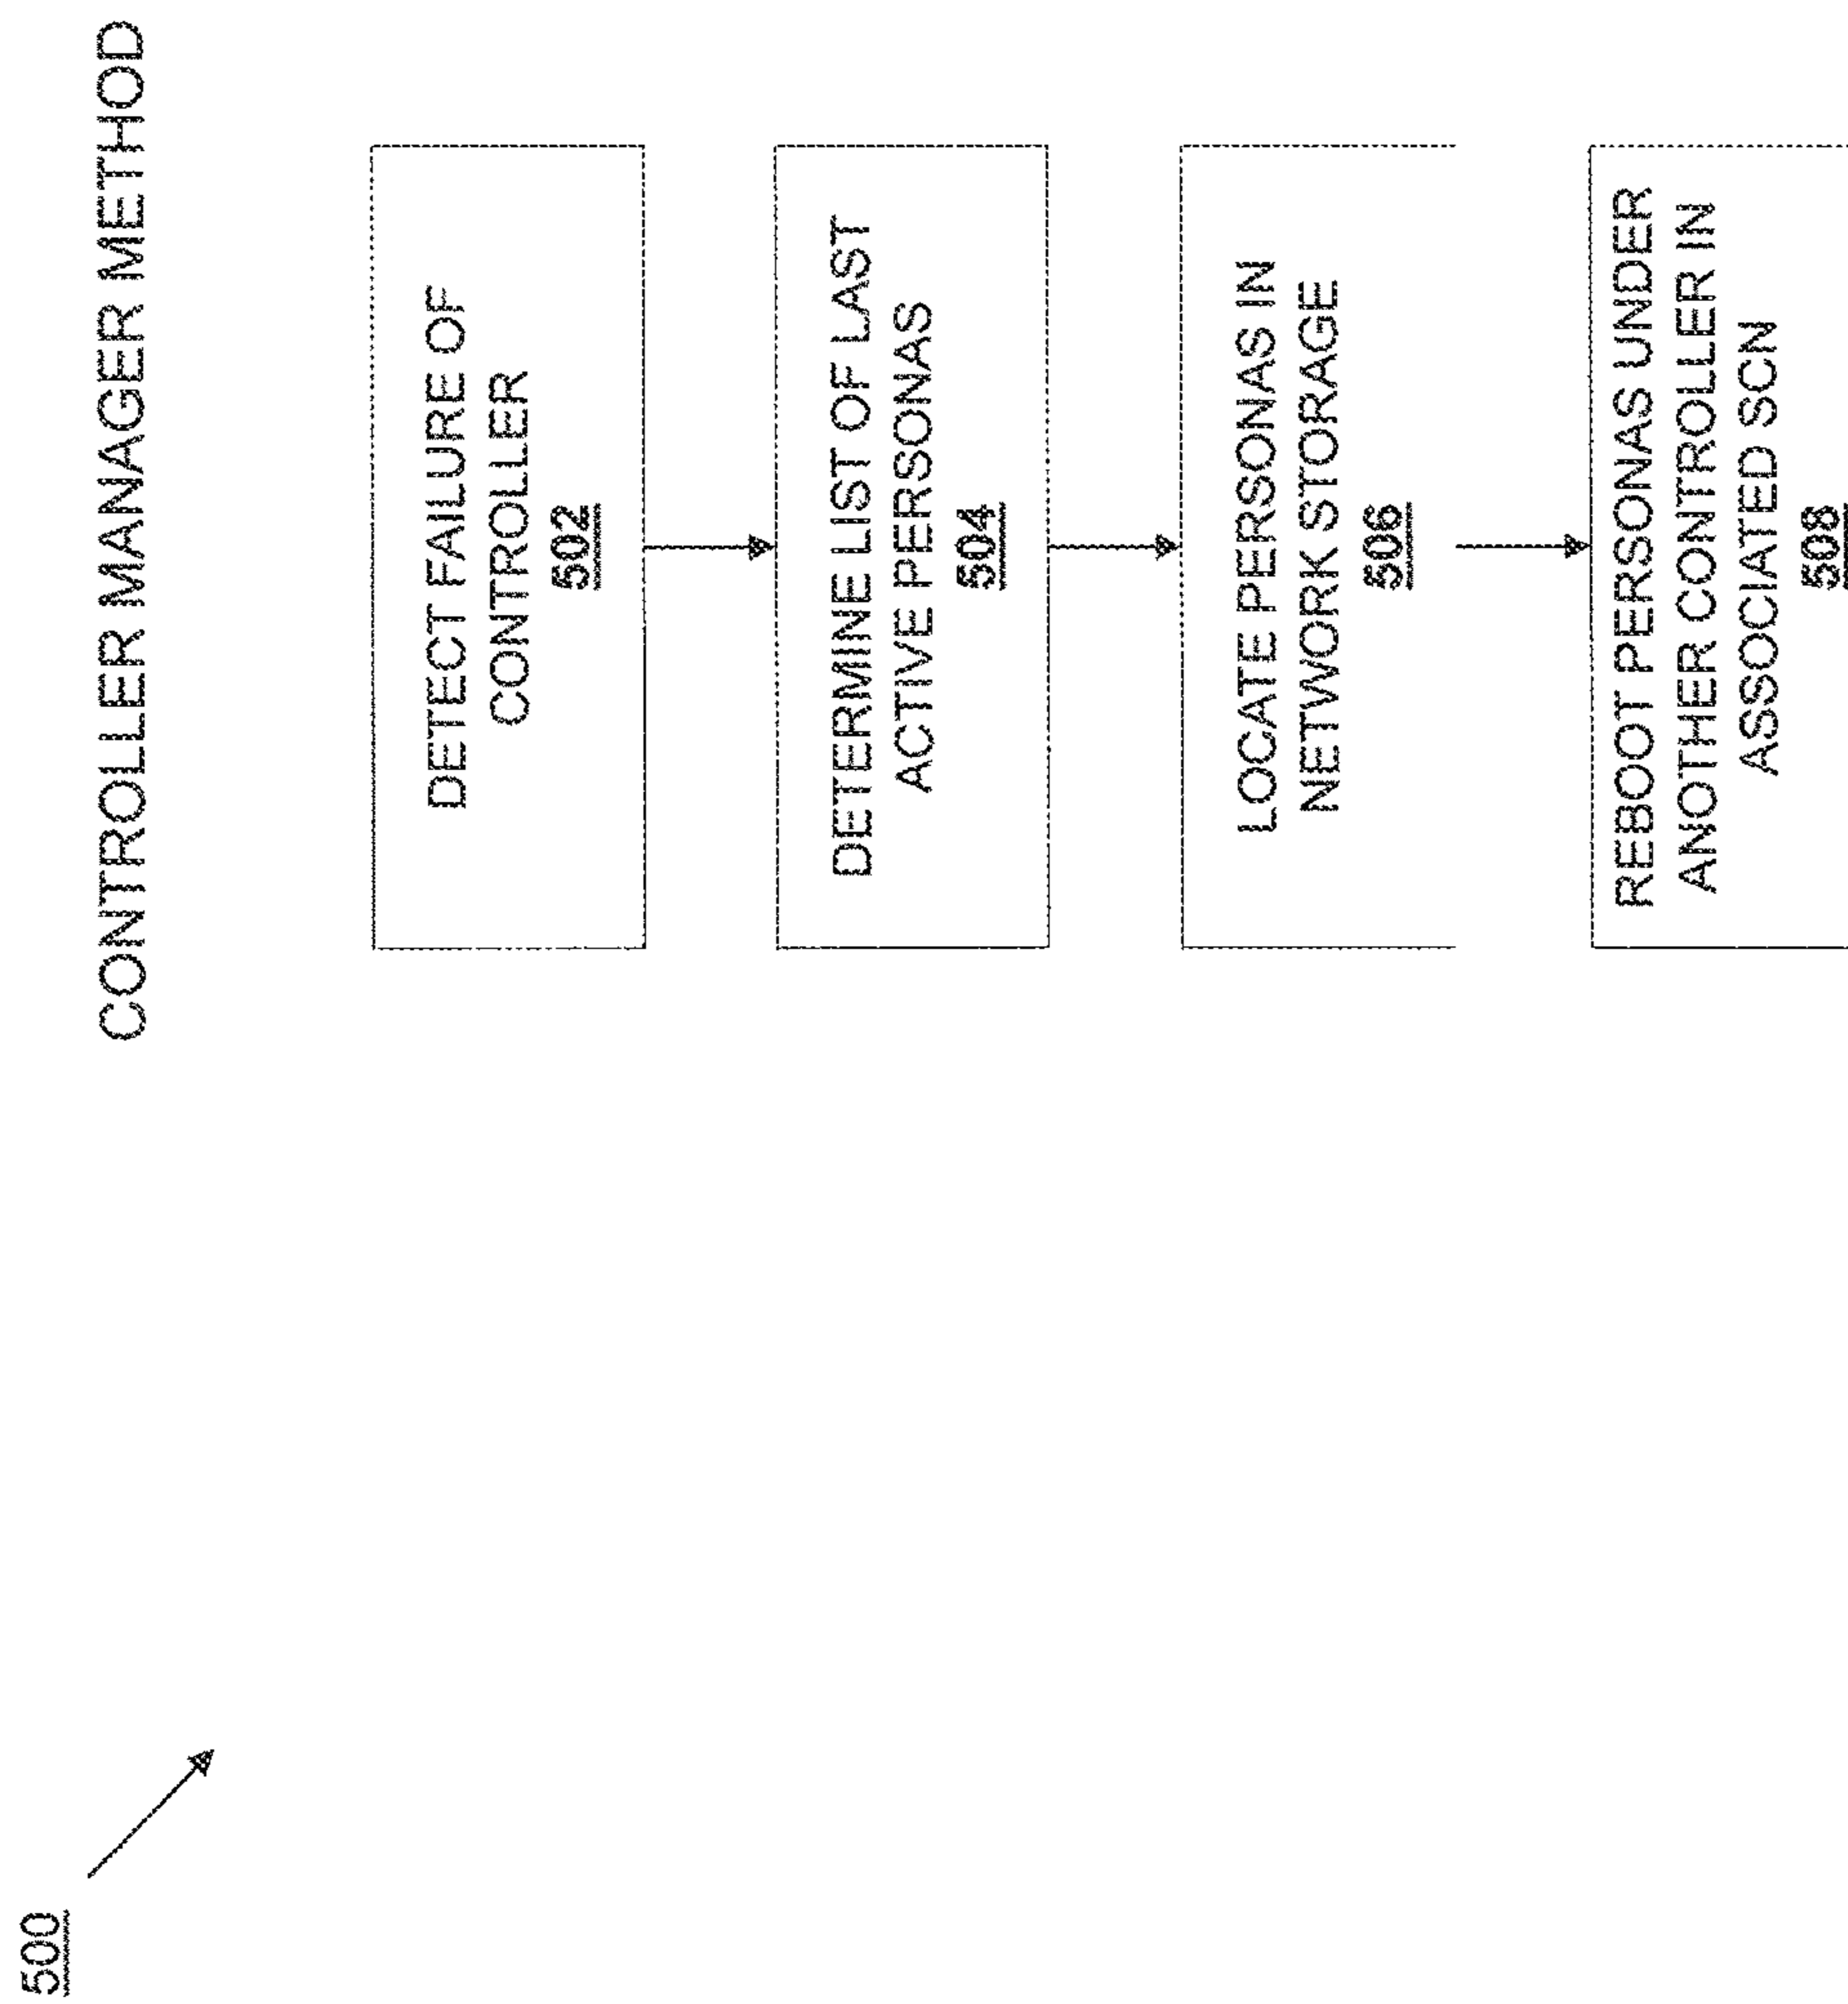 500
CONTROLLER MANAGER METHOD
DETECT FAILURE OF
CONTROLLER
502
DETERMINE LIST OF LAST
ACTIVE PERSONAS
504
LOCATE PERSONAS IN
NETWORK STORAGE
506
REBOOT PERSONAS UNDER
ANOTHER CONTROLLER IN
ASSOCIATED SCN
508